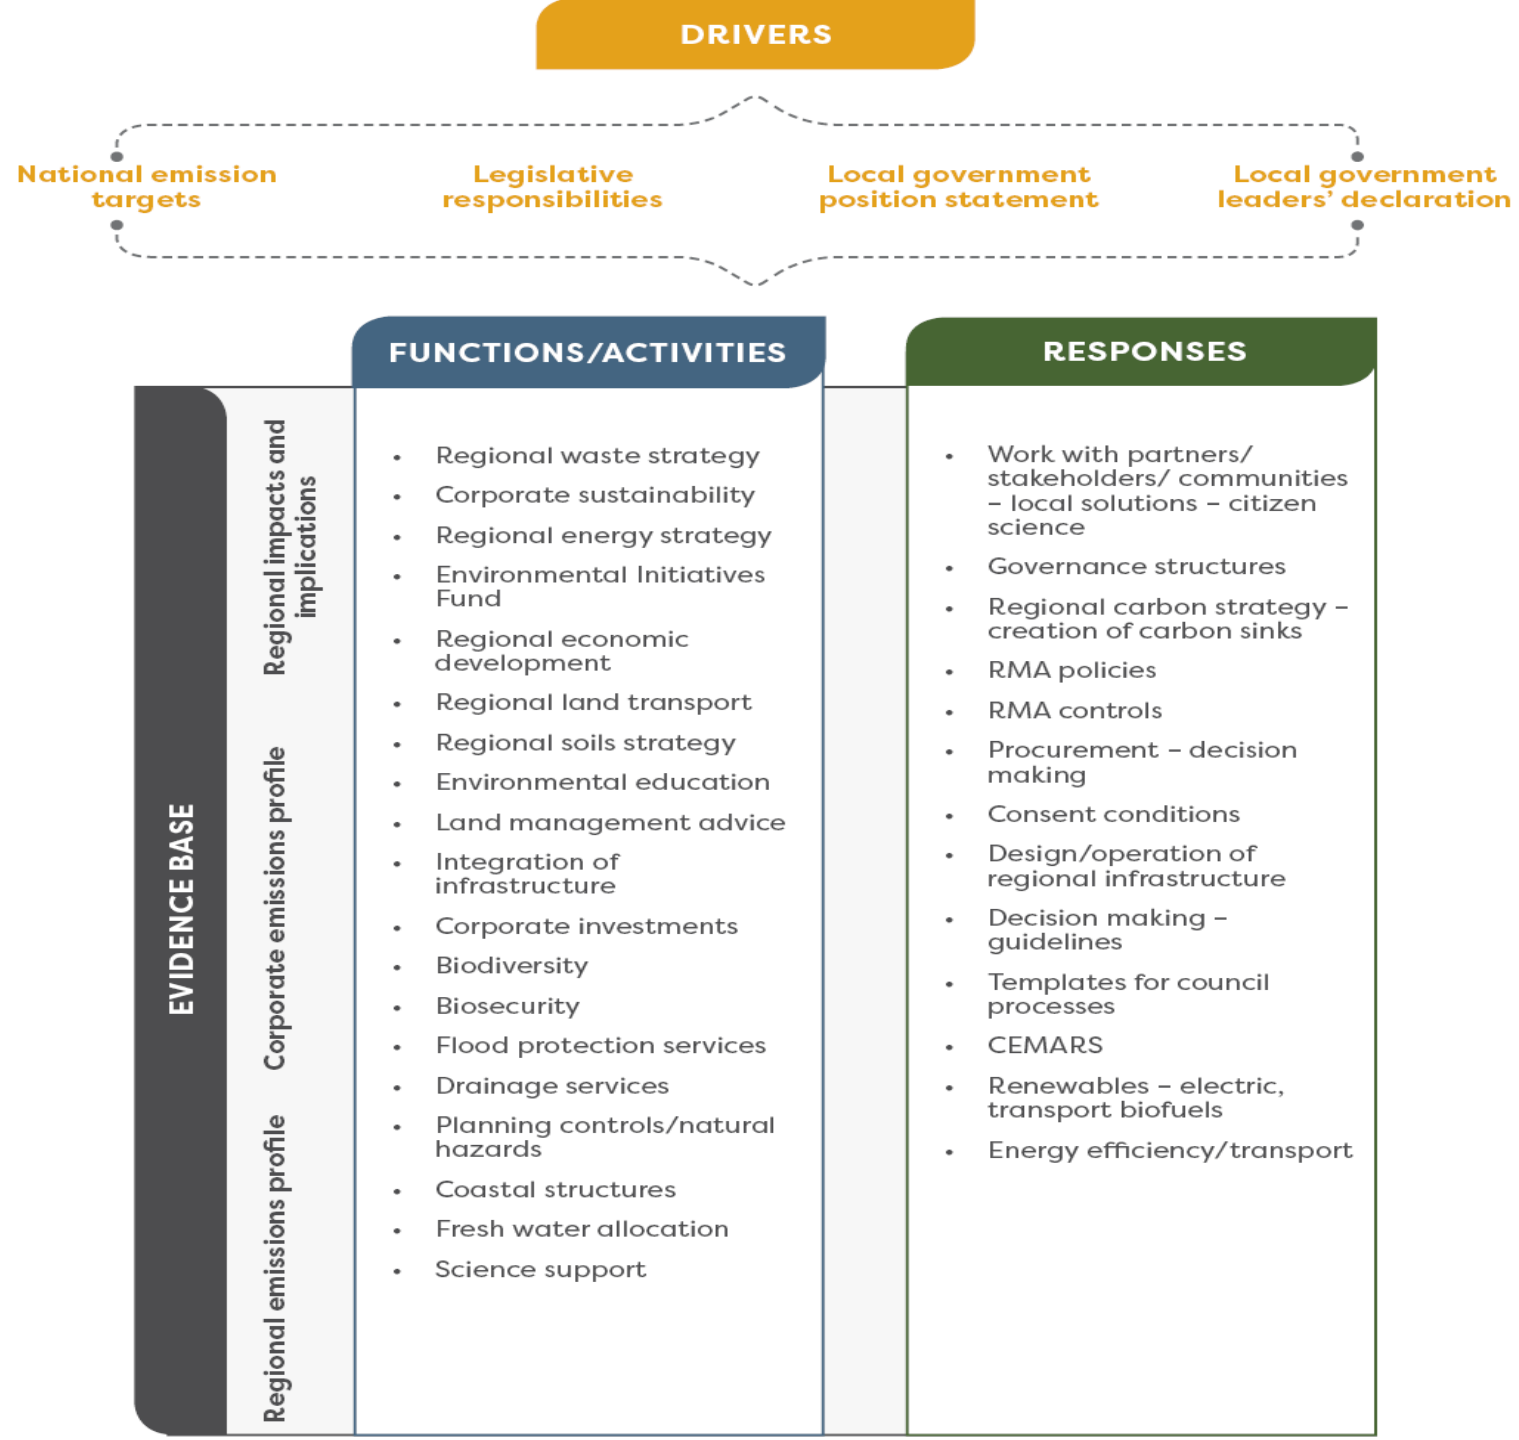 DRIVERS
National emission
targets
Legislative
responsibilities
Local government
position statement
Local government
leaders’ declaration
FUNCTIONS/ACTIVITIES
RESPONSES
EVIDENCE BASE
Regional impacts and
implications
Corporate emissions profile
Regional emissions profile
• Regional waste strategy
• Corporate sustainability
• Regional energy strategy
• Environmental Initiatives
Fund
• Regional economic
development
• Regional land transport
• Regional soils strategy
• Environmental education
• Land management advice
• Integration of
infrastructure
• Corporate investments
• Biodiversity
• Biosecurity
• Flood protection services
• Drainage services
• Planning controls/natural
hazards
• Coastal structures
• Fresh water allocation
• Science support
• Work with partners/
stakeholders/ communities
– local solutions – citizen
science
• Governance structures
• Regional carbon strategy –
creation of carbon sinks
• RMA policies
• RMA controls
• Procurement – decision
making
• Consent conditions
• Design/operation of
regional infrastructure
• Decision making –
guidelines
• Templates for council
processes
• CEMARS
• Renewables – electric,
transport biofuels
• Energy efficiency/transport